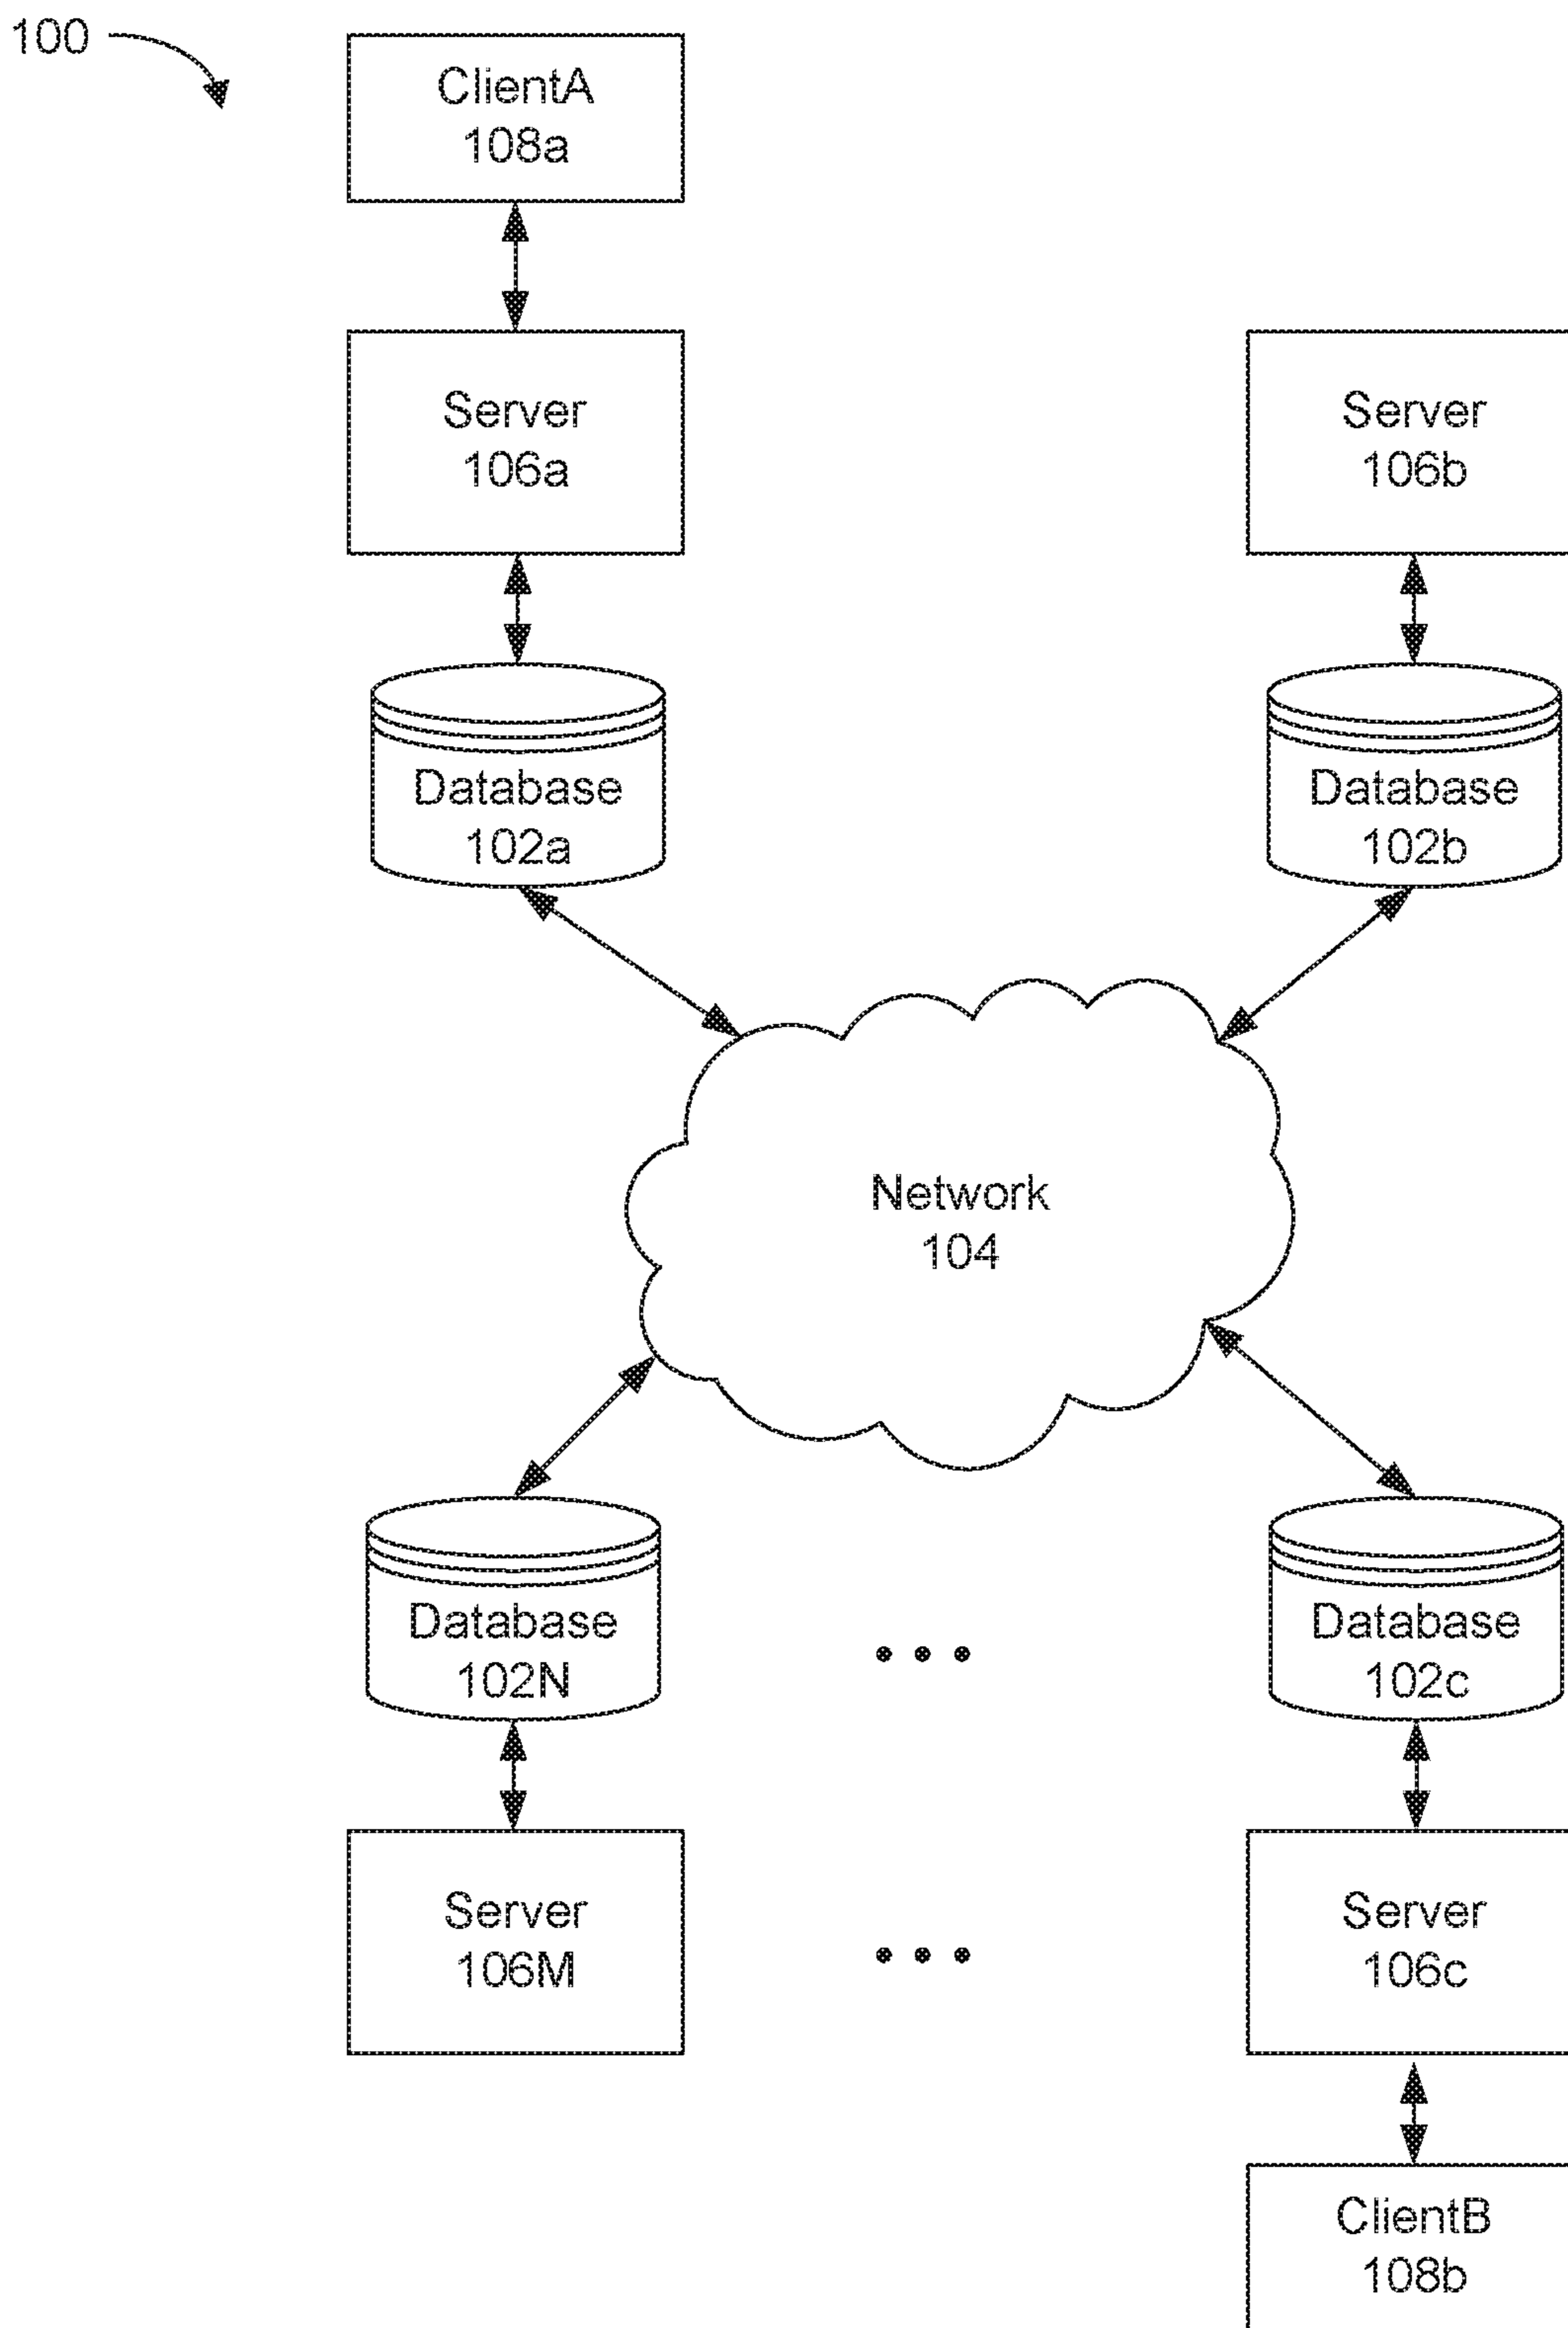 100
ClientA
108a
Server
106a
Server
106b
Database
102a
Database
102b
Network
104
Database
102N
Database
102c
Server
106M
Server
106c
ClientB
108b